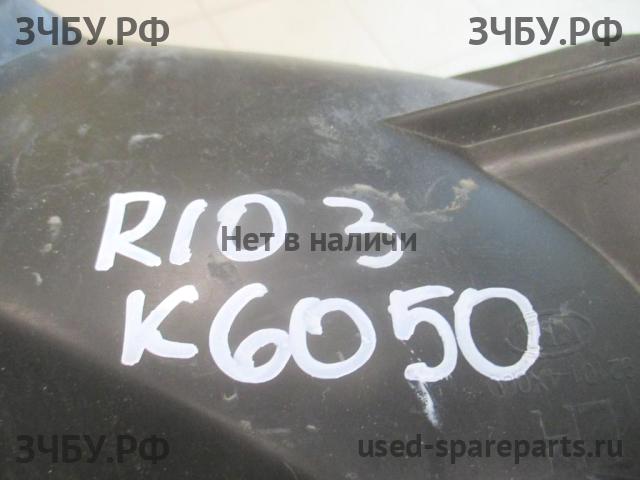 ЗЧБУ.РФ ЗЧБУ.РФ
RIO 3
Нет в наличи
K6050
ЗЧБУ.РФ used-spareparts.ru